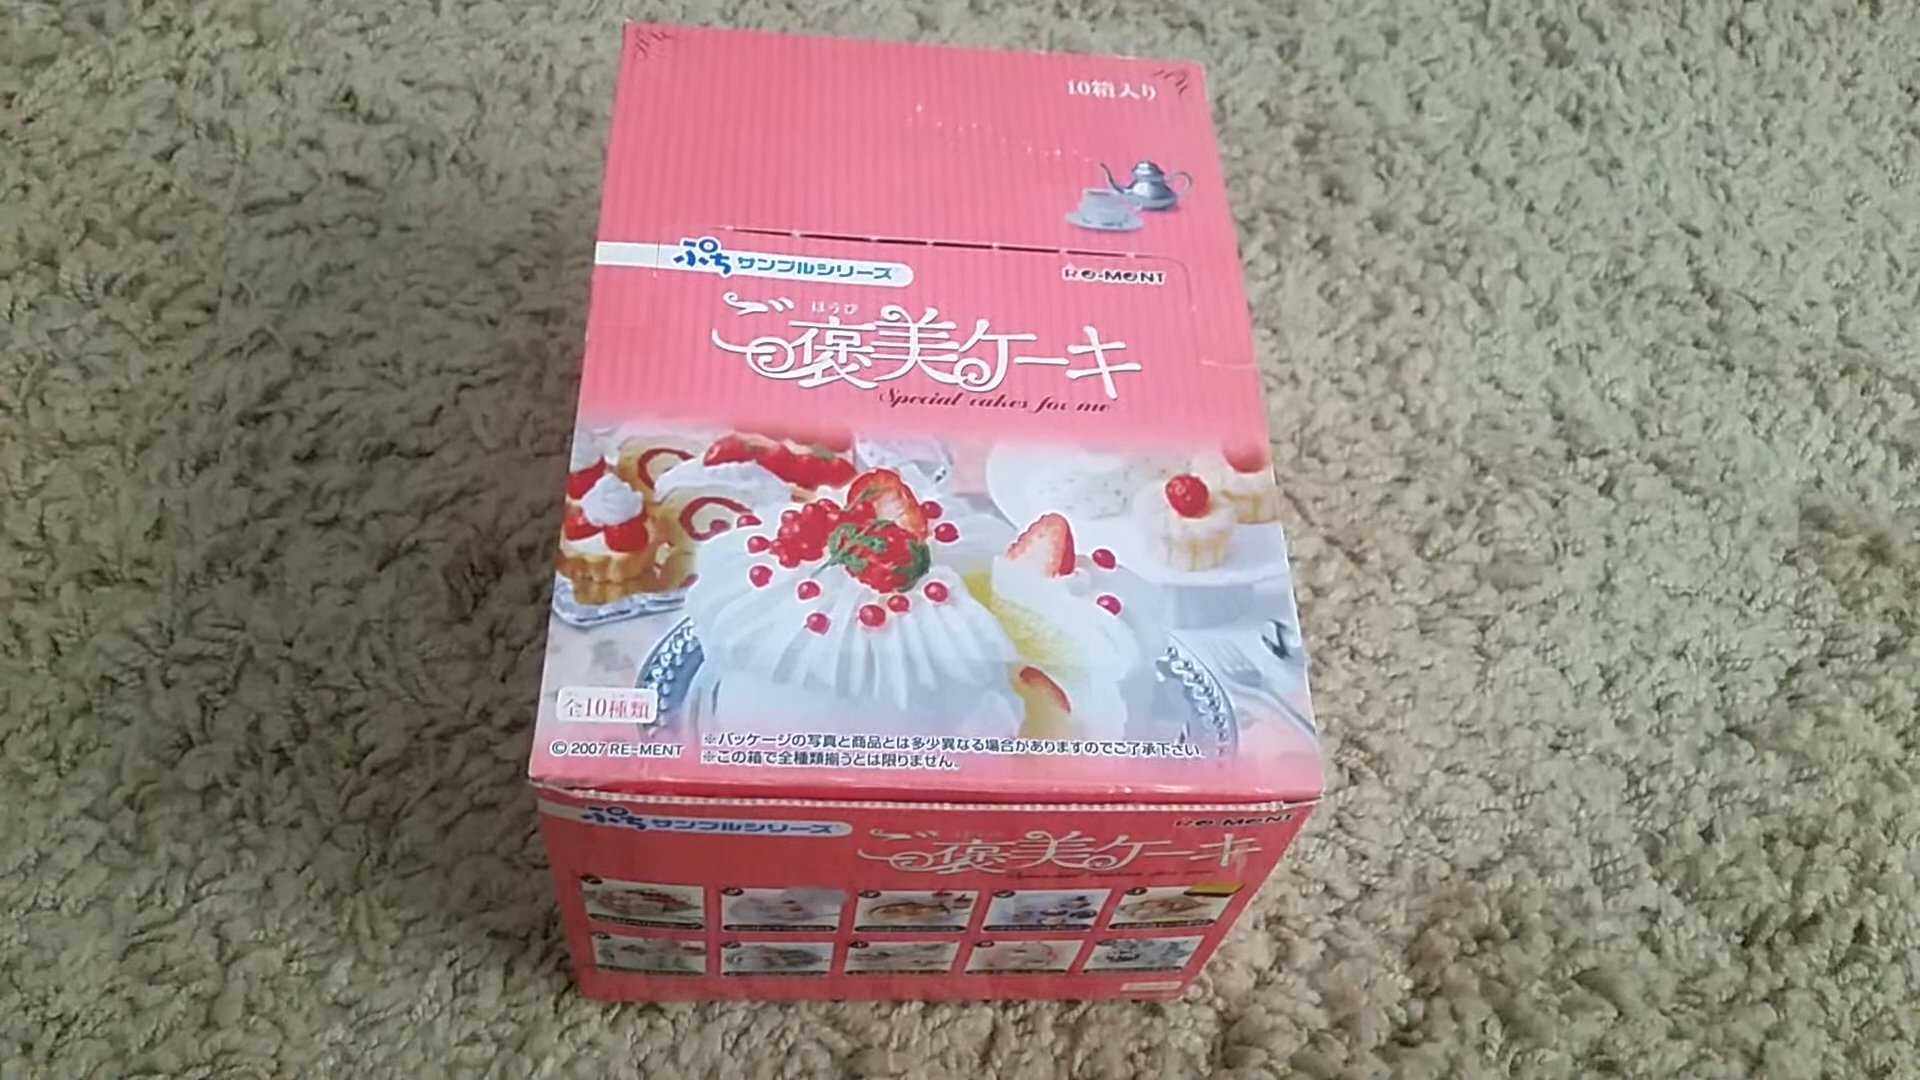 10箱入り
ぷちサンプルシリーズ
RE-MENT
ほうび
ご褒美ケーキ
Special cakes for me
全10種類
© 2007 RE-MENT
※パッケージの写真と商品とは多少異なる場合がありますのでご了承下さい。
※この箱で全種類揃うとは限りません。
ぷちサンプルシリーズ
RE-MENT
ご褒美ケーキ